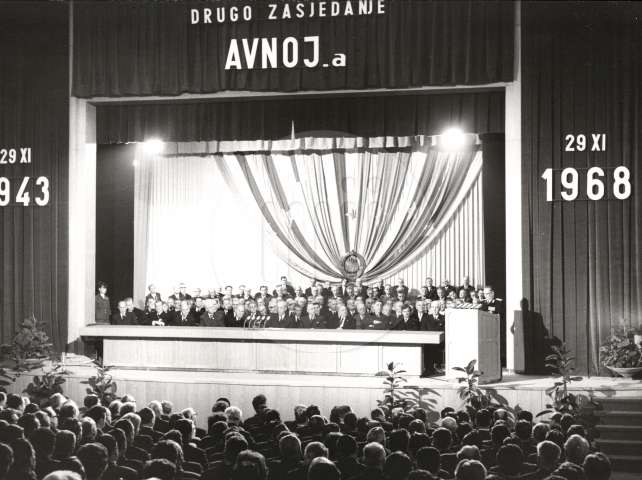 DRUGO ZASJEDANJE
AVNOJ-a
29 XI
943
29 XI
1968